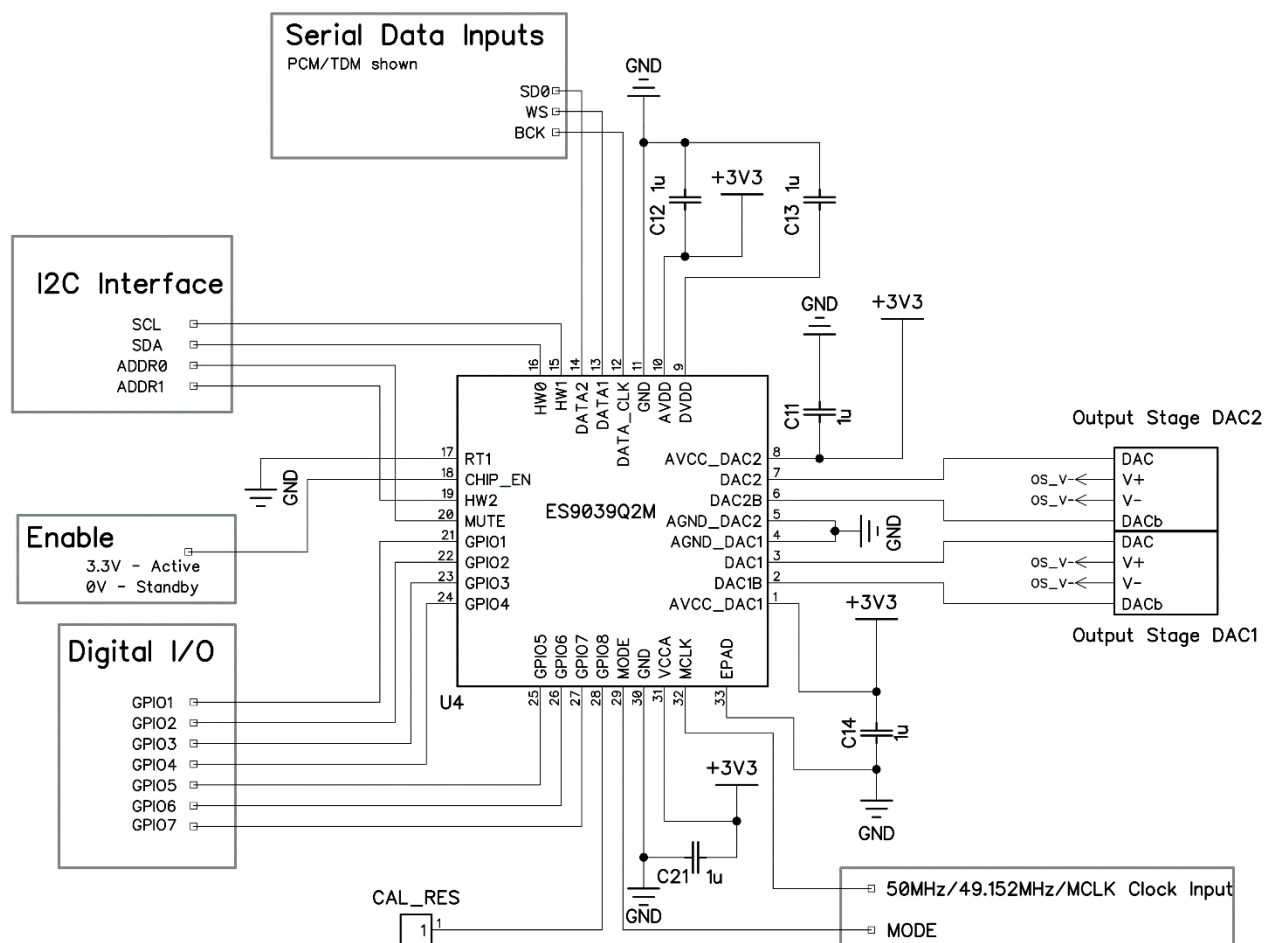 Serial Data Inputs
PCM/TDM shown
SD0
WS
BCK
GND
+3V3
C12 1u
C13 1u
I2C Interface
SCL
SDA
ADDR0
ADDR1
GND
+3V3
C11 1u
16 15 14 13 12 11 10 9
HW0 HW1 DATA2 DATA1 DATA_CLK GND AVDD DVDD
17 RT1
18 CHIP_EN
19 HW2
20 MUTE
21 GPIO1
22 GPIO2
23 GPIO3
24 GPIO4
GND
ES9039Q2M
AVCC_DAC2 8
DAC2 7
DAC2B 6
AGND_DAC2 5
AGND_DAC1 4
DAC1 3
DAC1B 2
AVCC_DAC1 1
GND
Output Stage DAC2
DAC
OS_V- V+
OS_V- V-
DACb
DAC
OS_V- V+
OS_V- V-
DACb
Output Stage DAC1
Enable
3.3V - Active
0V - Standby
GPIO5 GPIO6 GPIO7 GPIO8 MODE GND VCCA MCLK EPAD
25 26 27 28 29 30 31 32 33
U4
+3V3
C14 1u
GND
Digital I/O
GPIO1
GPIO2
GPIO3
GPIO4
GPIO5
GPIO6
GPIO7
+3V3
C21 1u
GND
CAL_RES
1 1
50MHz/49.152MHz/MCLK Clock Input
MODE